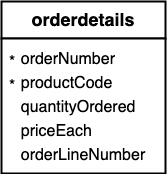 orderdetails
* orderNumber
* productCode
quantityOrdered
priceEach
orderLineNumber